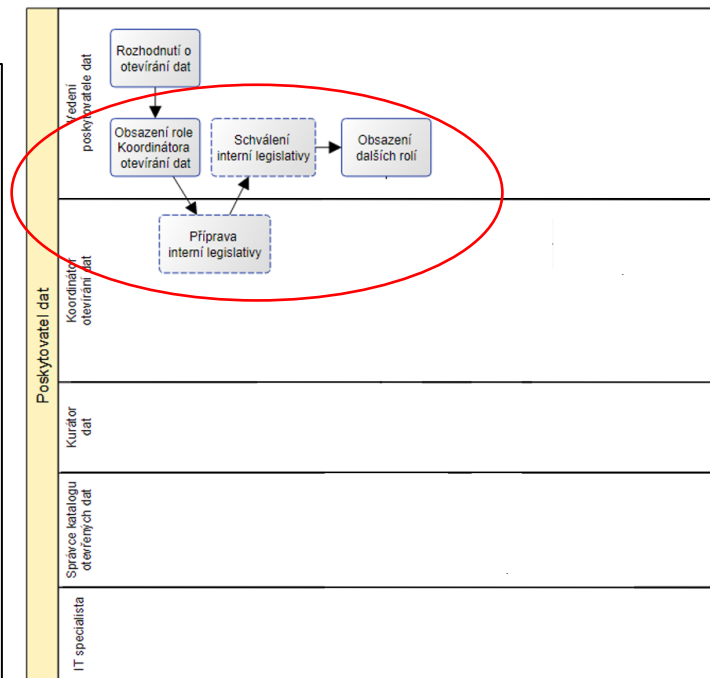 Poskytovatel dat
Vedení
poskytovatele dat
Rozhodnutí o
otevírání dat
Obsazení role
Koordinátora
otevírání dat
Schválení
interní legislativy
Obsazení
dalších rolí
Koordinátor
otevírání dat
Příprava
interní legislativy
Kurátor
dat
Správce katalogu
otevřených dat
IT specialista